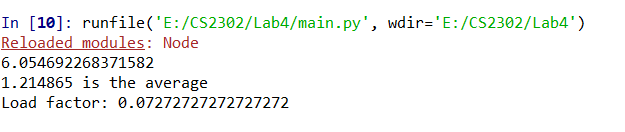 In [10]: runfile('E:/CS2302/Lab4/main.py', wdir='E:/CS2302/Lab4')
Reloaded modules: Node
6.054692268371582
1.214865 is the average
Load factor: 0.07272727272727272